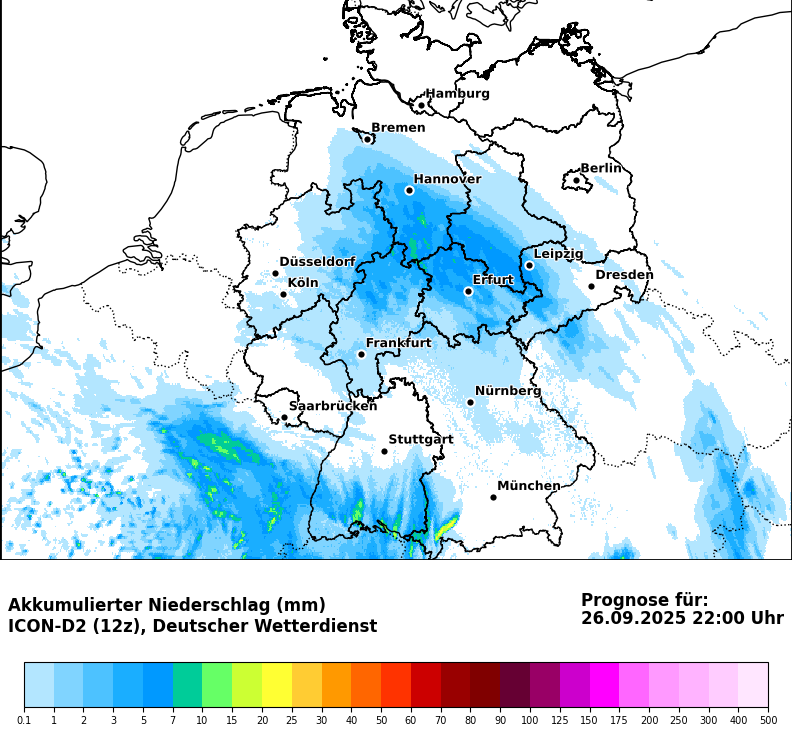 Hamburg
Bremen
Berlin
Hannover
Leipzig
Düsseldorf
Dresden
Köln
Erfurt
Frankfurt
Nürnberg
Saarbrücken
Stuttgart
München
Akkumulierter Niederschlag (mm)
ICON-D2 (12z), Deutscher Wetterdienst
Prognose für:
26.09.2025 22:00 Uhr
0.1 1 2 3 5 7 10 15 20 25 30 40 50 60 70 80 90 100 125 150 175 200 250 300 400 500